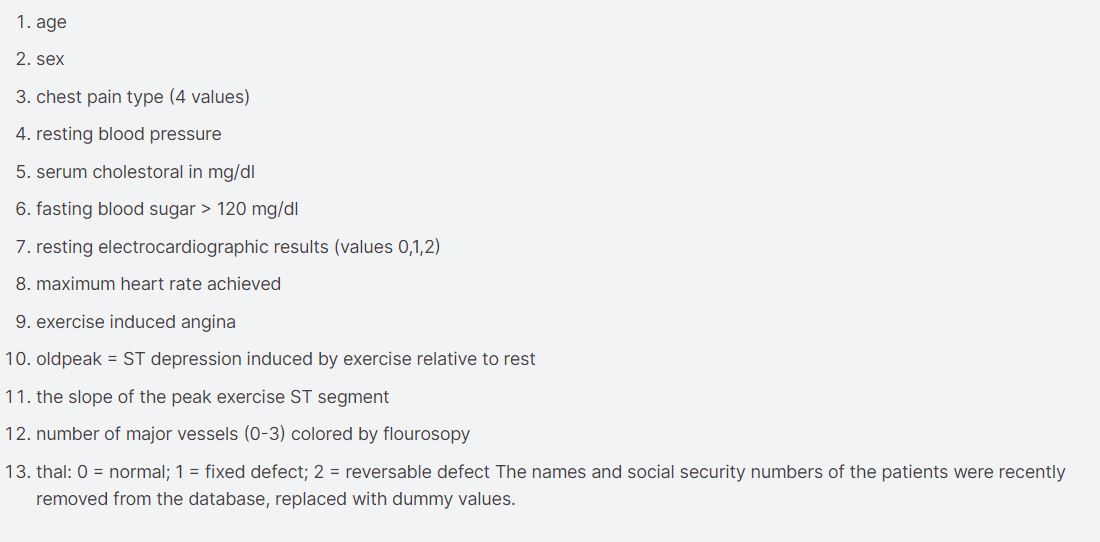 1. age
2. sex
3. chest pain type (4 values)
4. resting blood pressure
5. serum cholestoral in mg/dl
6. fasting blood sugar > 120 mg/dl
7. resting electrocardiographic results (values 0,1,2)
8. maximum heart rate achieved
9. exercise induced angina
10. oldpeak = ST depression induced by exercise relative to rest
11. the slope of the peak exercise ST segment
12. number of major vessels (0-3) colored by flourosopy
13. thal: 0 = normal; 1 = fixed defect; 2 = reversable defect The names and social security numbers of the patients were recently
removed from the database, replaced with dummy values.